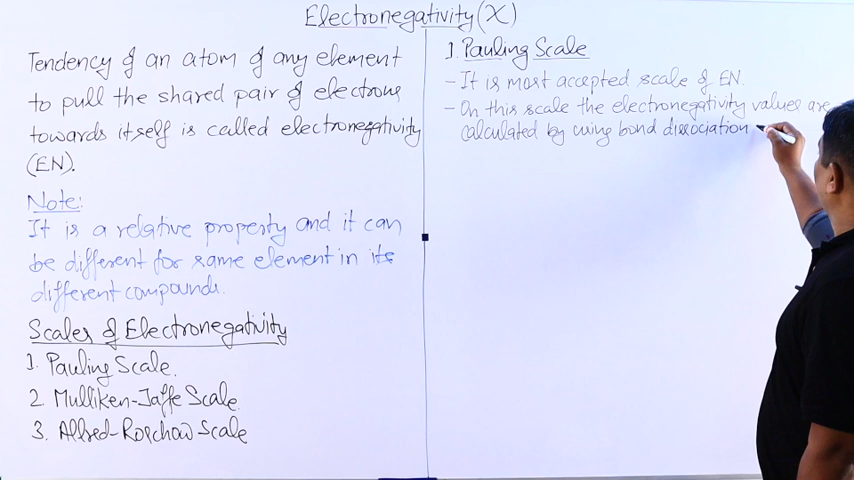 Electronegativity (X)
Tendency of an atom of any element
to pull the shared pair of electrons
towards itself is called electronegativity
(EN).
Note:
It is a relative property and it can
be different for same element in its
different compounds.
Scales of Electronegativity
1. Pauling Scale.
2. Mulliken-Jaffe Scale.
3. Allred-Rochow Scale
1. Pauling Scale
- It is most accepted scale of EN.
- On this scale the electronegativity values are
calculated by using bond dissociation